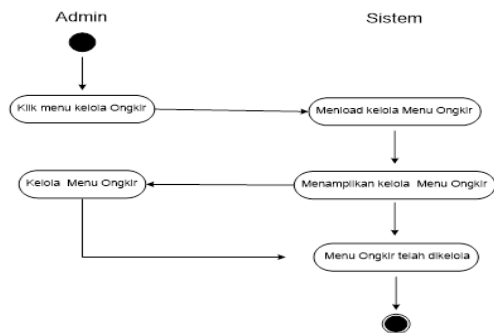 Admin
Sistem
Klik menu kelola Ongkir
Menload kelola Menu Ongkir
Kelola Menu Ongkir
Menampilkan kelola Menu Ongkir
Menu Ongkir telah dikelola